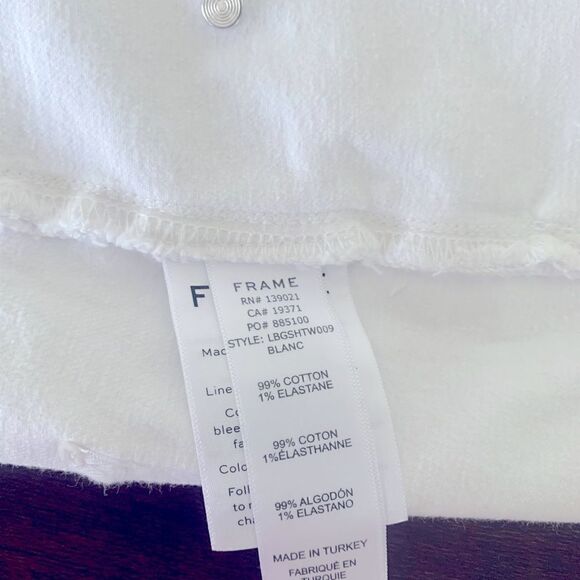 FRAME
RN# 139021
CA# 19371
PO# 885100
STYLE: LBGSHTW009
BLANC
99% COTTON
1% ELASTANE
99% COTON
1%ÉLASTHANNE
99% ALGODÓN
1% ELASTANO
MADE IN TURKEY
FABRIQUÉ EN
TURQUIE
F
Mad
Line
Co
blee
fa
Colo
Foll
to
cha